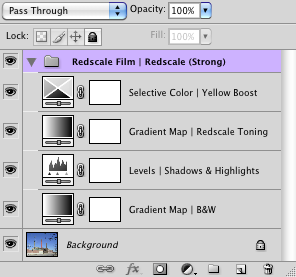 Pass Through Opacity: 100%
Lock: Fill: 100%
Redscale Film | Redscale (Strong)
Selective Color | Yellow Boost
Gradient Map | Redscale Toning
Levels | Shadows & Highlights
Gradient Map | B&W
Background
fx.